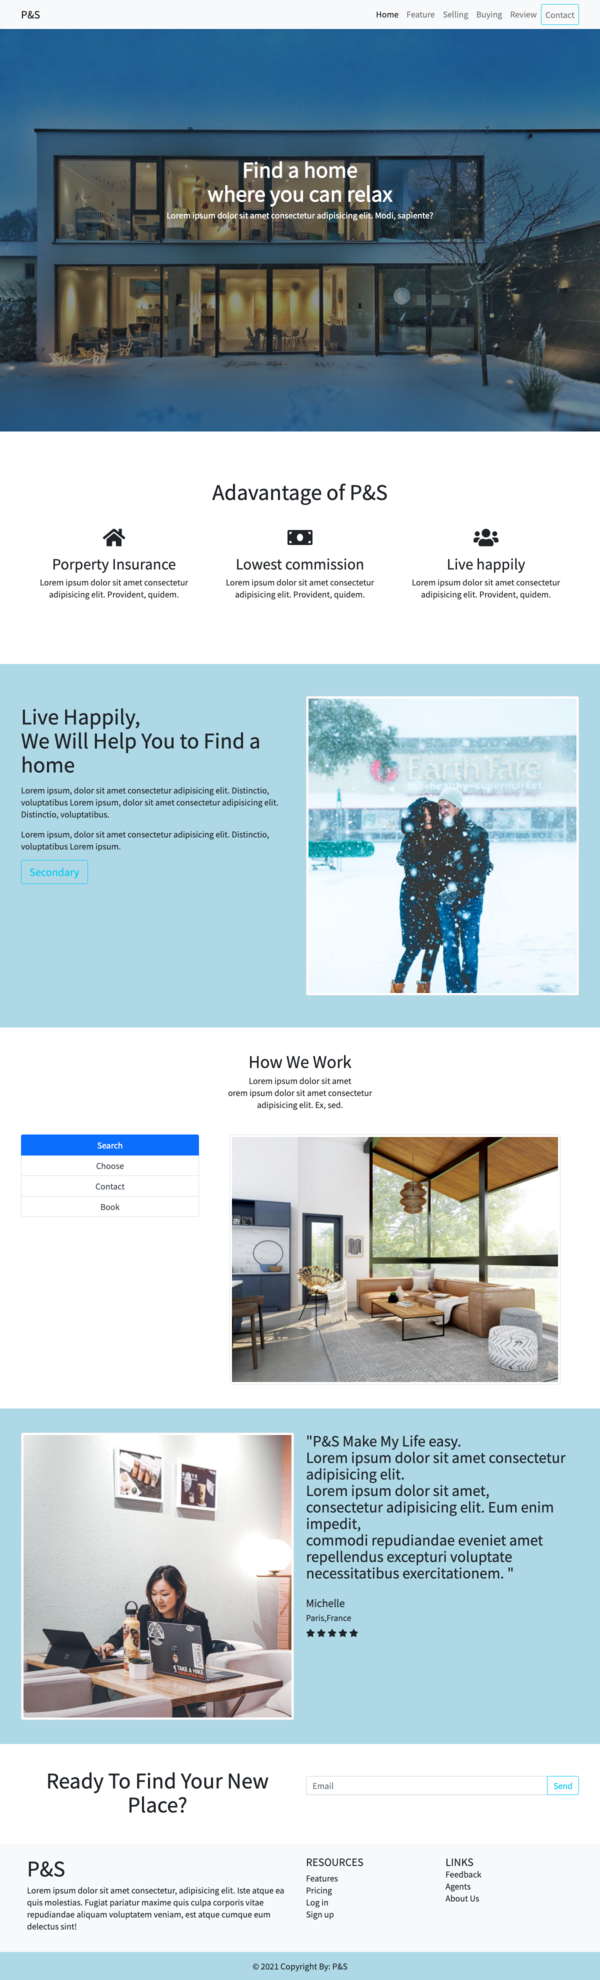 P&S
Home Feature Selling Buying Review Contact
Find a home
where you can relax
Lorem ipsum dolor sit amet consectetur adipisicing elit. Modi, sapiente?
Adavantage of P&S
Porperty Insurance
Lorem ipsum dolor sit amet consectetur
adipisicing elit. Provident, quidem.
Lowest commission
Lorem ipsum dolor sit amet consectetur
adipisicing elit. Provident, quidem.
Live happily
Lorem ipsum dolor sit amet consectetur
adipisicing elit. Provident, quidem.
Live Happily,
We Will Help You to Find a
home
Lorem ipsum, dolor sit amet consectetur adipisicing elit. Distinctio,
voluptatibus Lorem ipsum, dolor sit amet consectetur adipisicing elit.
Distinctio, voluptatibus.
Lorem ipsum, dolor sit amet consectetur adipisicing elit. Distinctio,
voluptatibus Lorem ipsum.
Secondary
Earth Fare
supermarket
How We Work
Lorem ipsum dolor sit amet
orem ipsum dolor sit amet consectetur
adipisicing elit. Ex, sed.
Search
Choose
Contact
Book
TAKE A HIKE
"P&S Make My Life easy.
Lorem ipsum dolor sit amet consectetur
adipisicing elit.
Lorem ipsum dolor sit amet,
consectetur adipisicing elit. Eum enim
impedit,
commodi repudiandae eveniet amet
repellendus excepturi voluptate
necessitatibus exercitationem. "
Michelle
Paris,France
Ready To Find Your New
Place?
Email
Send
P&S
Lorem ipsum dolor sit amet consectetur, adipisicing elit. Iste atque ea
quis molestias. Fugiat pariatur maxime quis culpa corporis vitae
repudiandae aliquam voluptatem veniam, est atque cumque eum
delectus sint!
RESOURCES
Features
Pricing
Log in
Sign up
LINKS
Feedback
Agents
About Us
© 2021 Copyright By: P&S